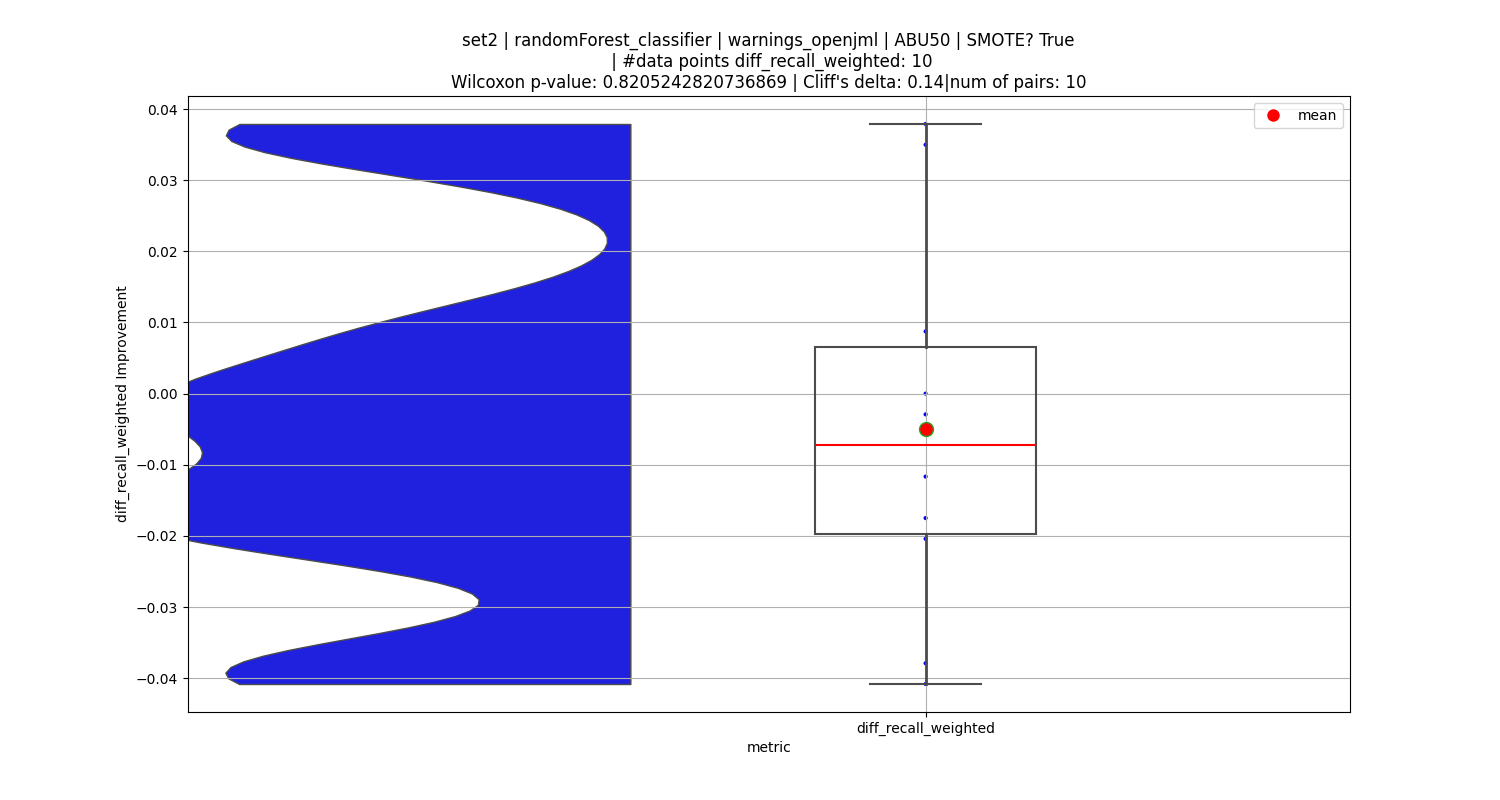 set2 | randomForest_classifier | warnings_openjml | ABU50 | SMOTE? True
| #data points diff_recall_weighted: 10
Wilcoxon p-value: 0.8205242820736869 | Cliff's delta: 0.14|num of pairs: 10
mean
0.04
0.03
0.02
0.01
0.00
−0.01
−0.02
−0.03
−0.04
diff_recall_weighted Improvement
diff_recall_weighted
metric